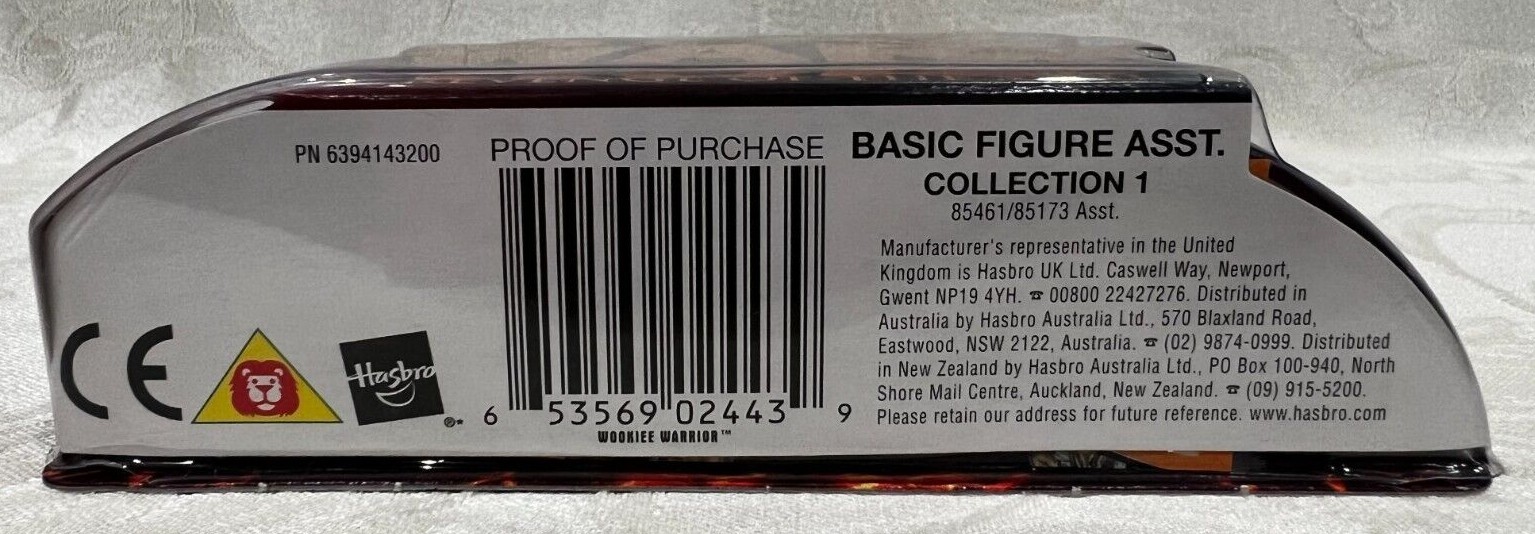 REVENGE OF THE
PN 6394143200
PROOF OF PURCHASE
6 53569 02443 9
WOOKIEE WARRIOR™
BASIC FIGURE ASST.
COLLECTION 1
85461/85173 Asst.
Manufacturer's representative in the United
Kingdom is Hasbro UK Ltd. Caswell Way, Newport,
Gwent NP19 4YH. ☎ 00800 22427276. Distributed in
Australia by Hasbro Australia Ltd., 570 Blaxland Road,
Eastwood, NSW 2122, Australia. ☎ (02) 9874-0999. Distributed
in New Zealand by Hasbro Australia Ltd., PO Box 100-940, North
Shore Mail Centre, Auckland, New Zealand. ☎ (09) 915-5200.
Please retain our address for future reference. www.hasbro.com
CE
Hasbro
®*